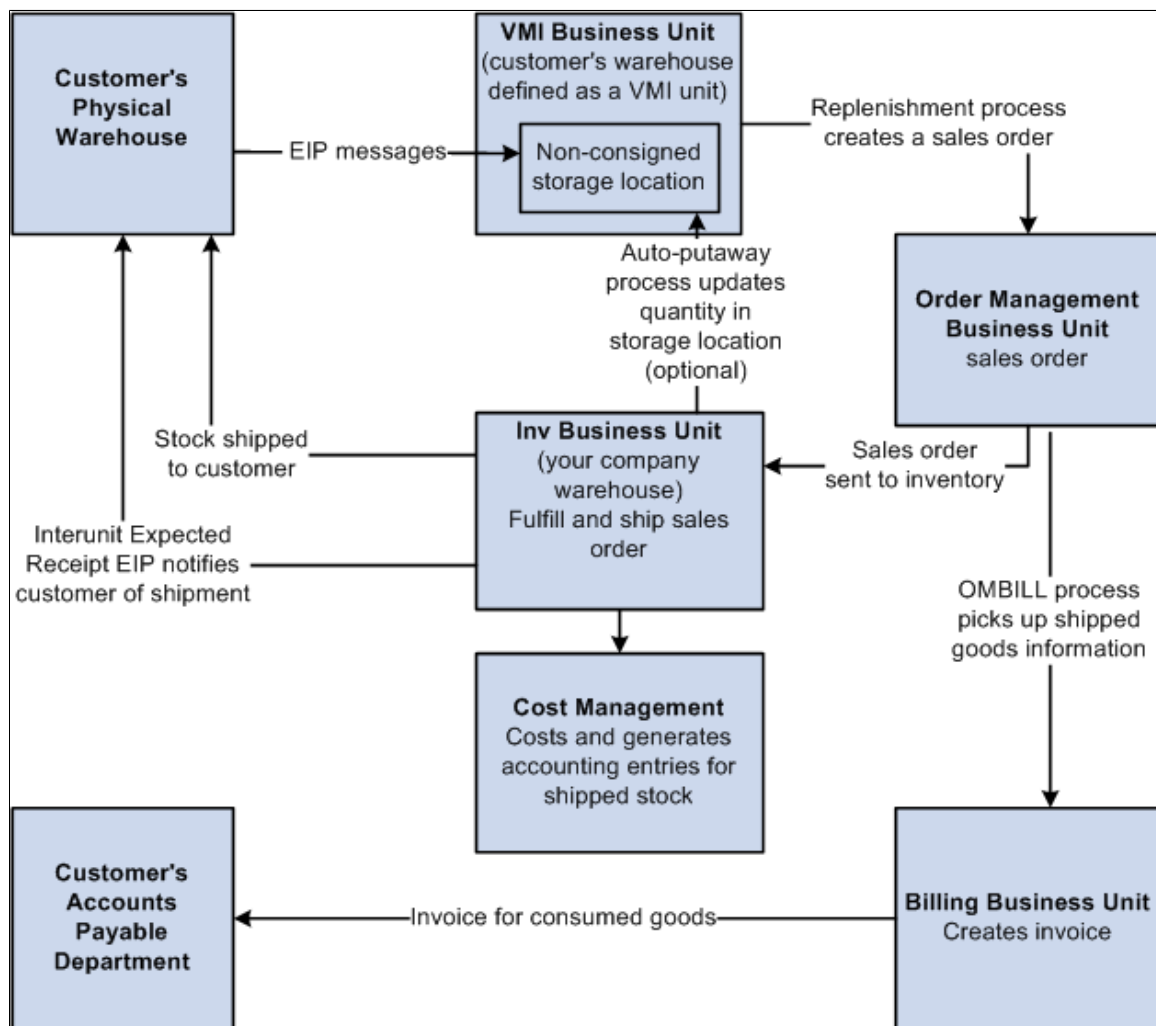 Customer's
Physical
Warehouse
EIP messages
VMI Business Unit
(customer's warehouse
defined as a VMI unit)
Non-consigned
storage location
Replenishment process
creates a sales order
Auto-putaway
process updates
quantity in
storage location
(optional)
Order Management
Business Unit
sales order
Stock shipped
to customer
Inv Business Unit
(your company
warehouse)
Fulfill and ship sales
order
Sales order
sent to inventory
Interunit Expected
Receipt EIP notifies
customer of shipment
OMBILL process
picks up shipped
goods information
Cost Management
Costs and generates
accounting entries for
shipped stock
Customer's
Accounts
Payable
Department
Invoice for consumed goods
Billing Business Unit
Creates invoice